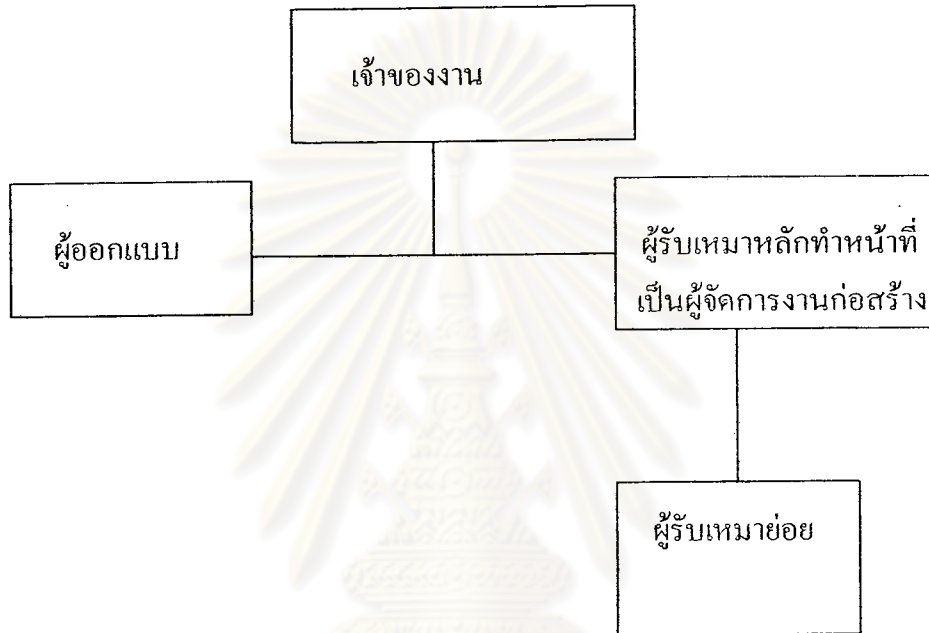 เจ้าของงาน
ผู้ออกแบบ
ผู้รับเหมาหลักทำหน้าที่
เป็นผู้จัดการงานก่อสร้าง
ผู้รับเหมาย่อย